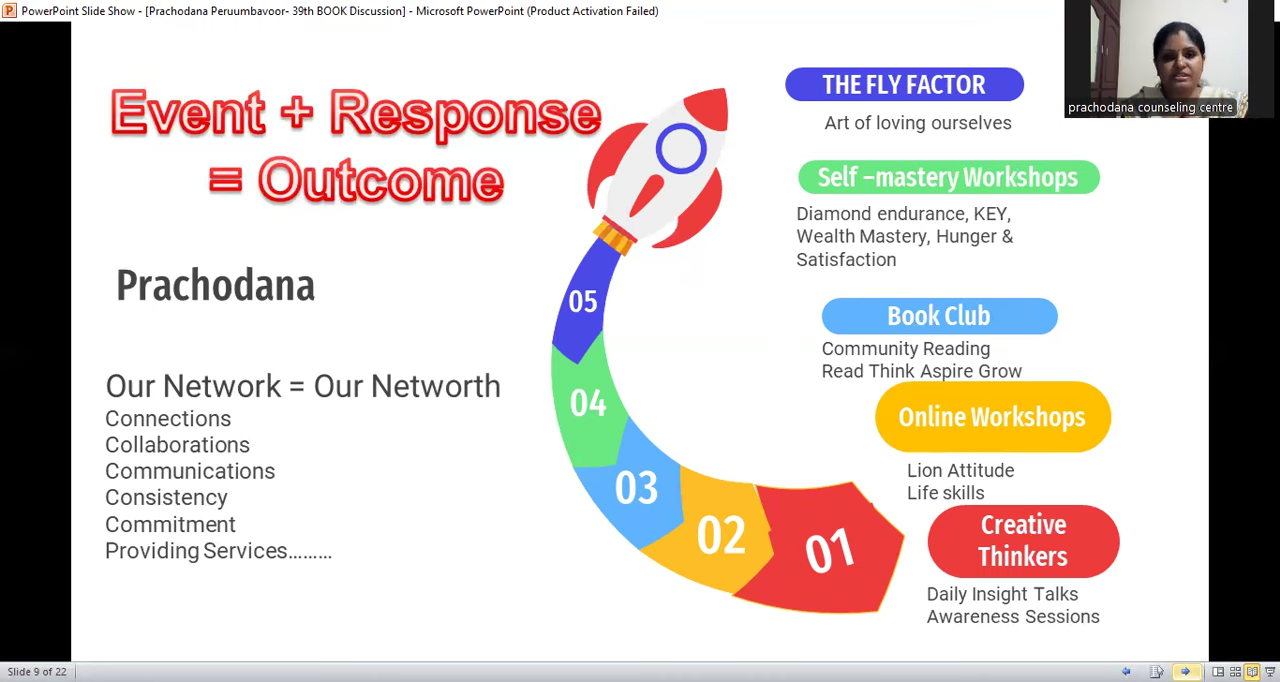 PowerPoint Slide Show - [Prachodana Peruumbavoor- 39th BOOK Discussion] - Microsoft PowerPoint (Product Activation Failed)
prachodana counseling centre
Event + Response
= Outcome
Prachodana
Our Network = Our Networth
Connections
Collaborations
Communications
Consistency
Commitment
Providing Services………
05
04
03
02
01
THE FLY FACTOR
Art of loving ourselves
Self –mastery Workshops
Diamond endurance, KEY,
Wealth Mastery, Hunger &
Satisfaction
Book Club
Community Reading
Read Think Aspire Grow
Online Workshops
Lion Attitude
Life skills
Creative
Thinkers
Daily Insight Talks
Awareness Sessions
Slide 9 of 22